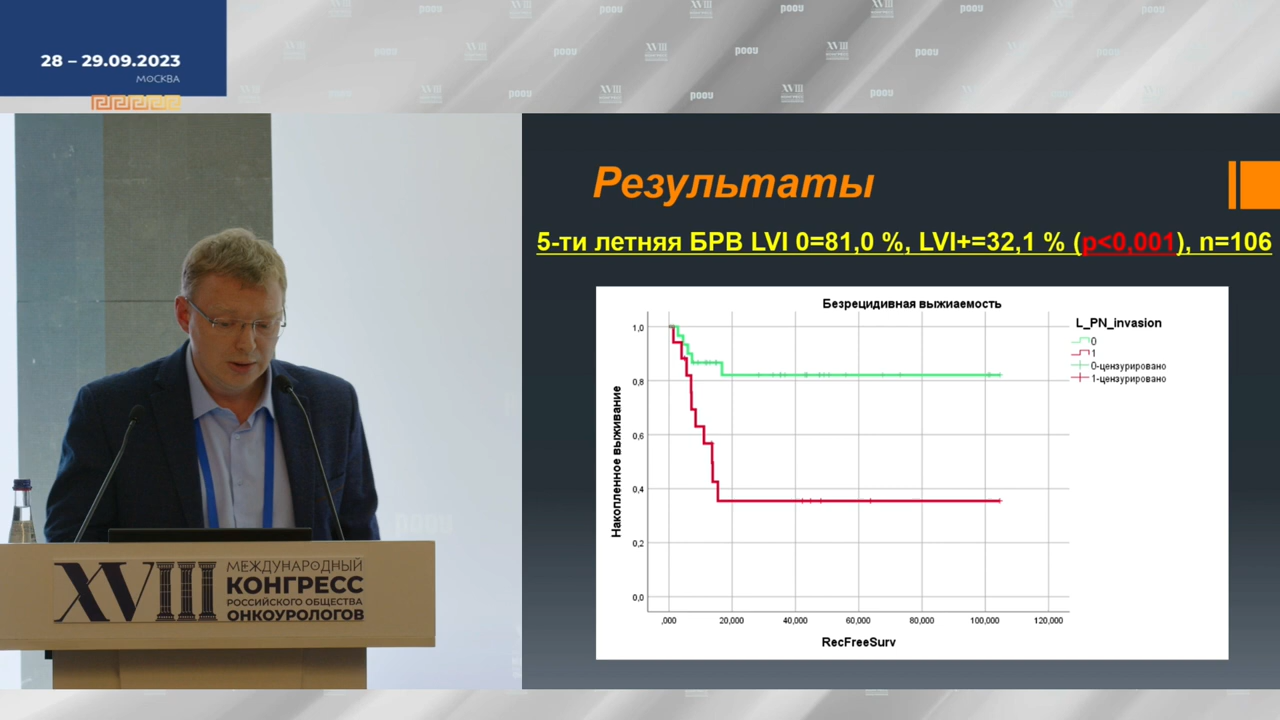 28 – 29.09.2023
МОСКВА
XVIII
МЕЖДУНАРОДНЫЙ
КОНГРЕСС
РОССИЙСКОГО ОБЩЕСТВА
ОНКОУРОЛОГОВ
Результаты
5-ти летняя БРВ LVI 0=81,0 %, LVI+=32,1 % (p<0,001), n=106
Безрецидивная выжиаемость
L_PN_invasion
0
1
0-цензурировано
1-цензурировано
Накопленное выживание
1,0
0,8
0,6
0,4
0,2
0,0
,000 20,000 40,000 60,000 80,000 100,000 120,000
RecFreeSurv